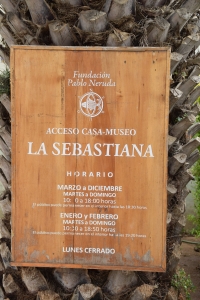 Fundación
Pablo Neruda
ACCESO CASA-MUSEO
LA SEBASTIANA
HORARIO
MARZO a DICIEMBRE
MARTES a DOMINGO
10: 0 a 18:00 horas
ENERO y FEBRERO
MARTES a DOMINGO
10:10 a 18:50 horas
LUNES CERRADO